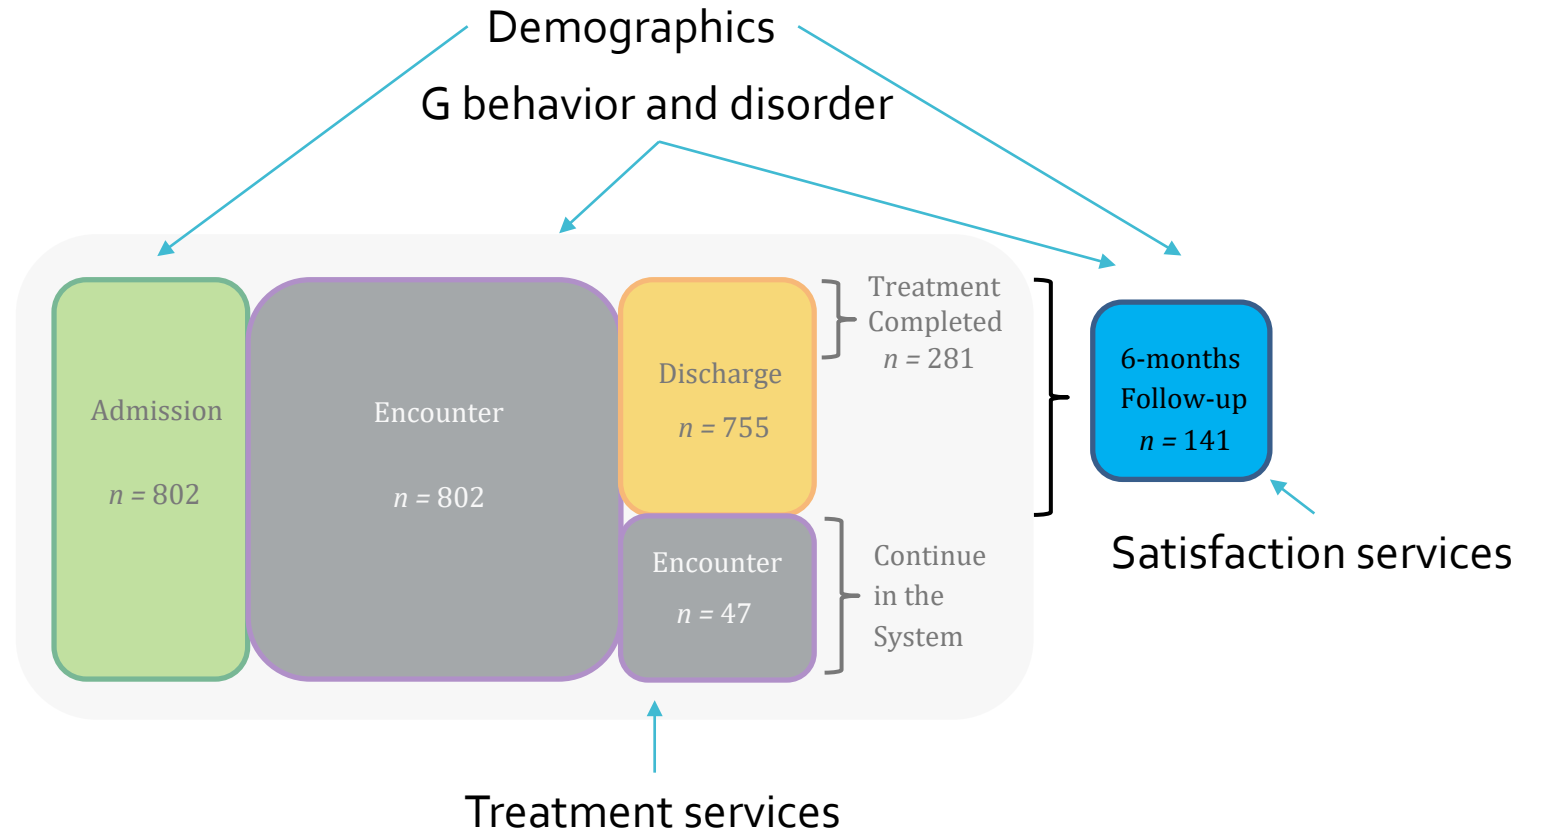 Demographics
G behavior and disorder
Admission
n = 802
Encounter
n = 802
Discharge
n = 755
Treatment
Completed
n = 281
Encounter
n = 47
Continue
in the
System
6-months
Follow-up
n = 141
Satisfaction services
Treatment services